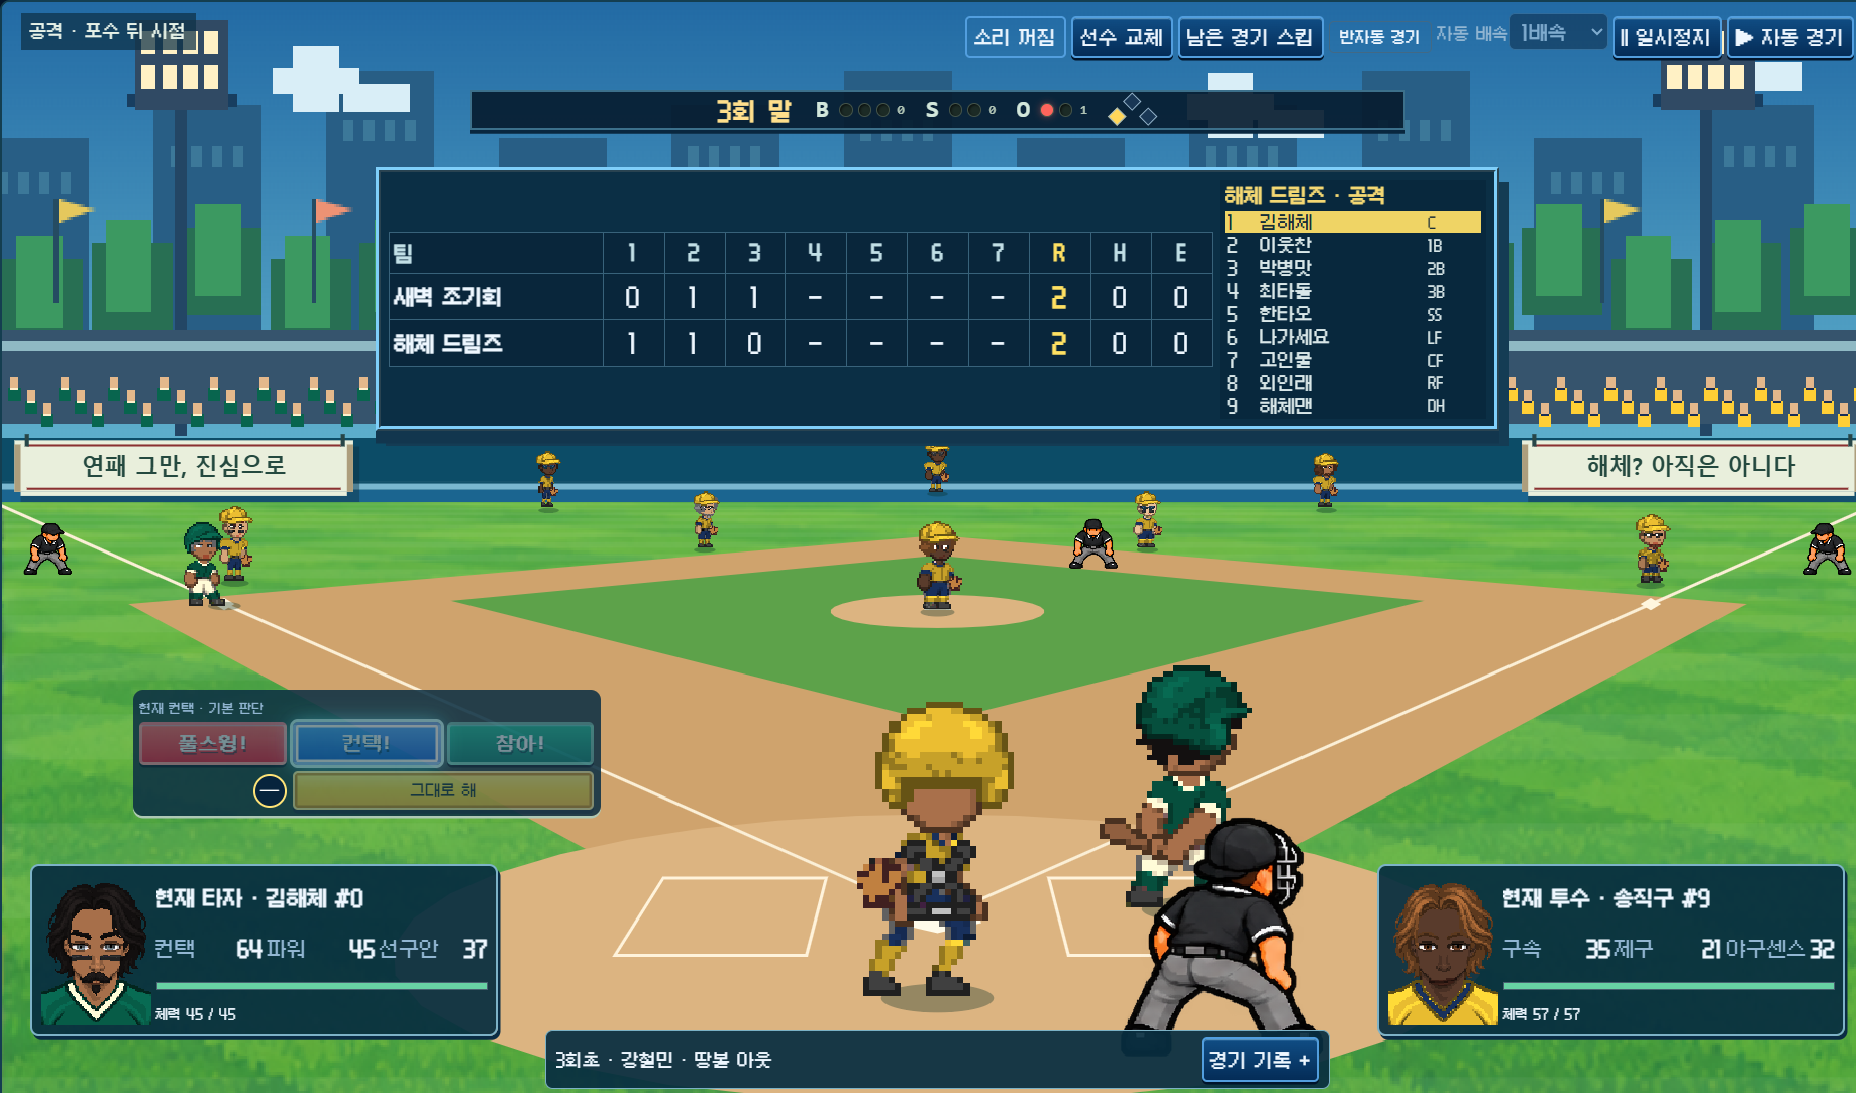 공격 · 포수 뒤 시점
소리 꺼짐
선수 교체
남은 경기 스킵
반자동 경기
자동 배속
1배속
일시정지
▶ 자동 경기
3회 말 B 0 S 0 O 1
팀 1 2 3 4 5 6 7 R H E
새벽 조기회 0 1 1 – – – – 2 0 0
해체 드림즈 1 1 0 – – – – 2 0 0
해체 드림즈 · 공격
1 김해체 C
2 이웃찬 1B
3 박병맛 2B
4 최타돌 3B
5 한타오 SS
6 나가세요 LF
7 고인물 CF
8 외인래 RF
9 해체맨 DH
연패 그만, 진심으로
해체? 아직은 아니다
현재 컨택 · 기본 판단
풀스윙!
컨택!
참아!
그대로 해
현재 타자 · 김해체 #0
컨택 64 파워 45 선구안 37
체력 45 / 45
현재 투수 · 송직구 #9
구속 35 제구 21 야구센스 32
체력 57 / 57
3회초 · 강철민 · 땅볼 아웃
경기 기록 +